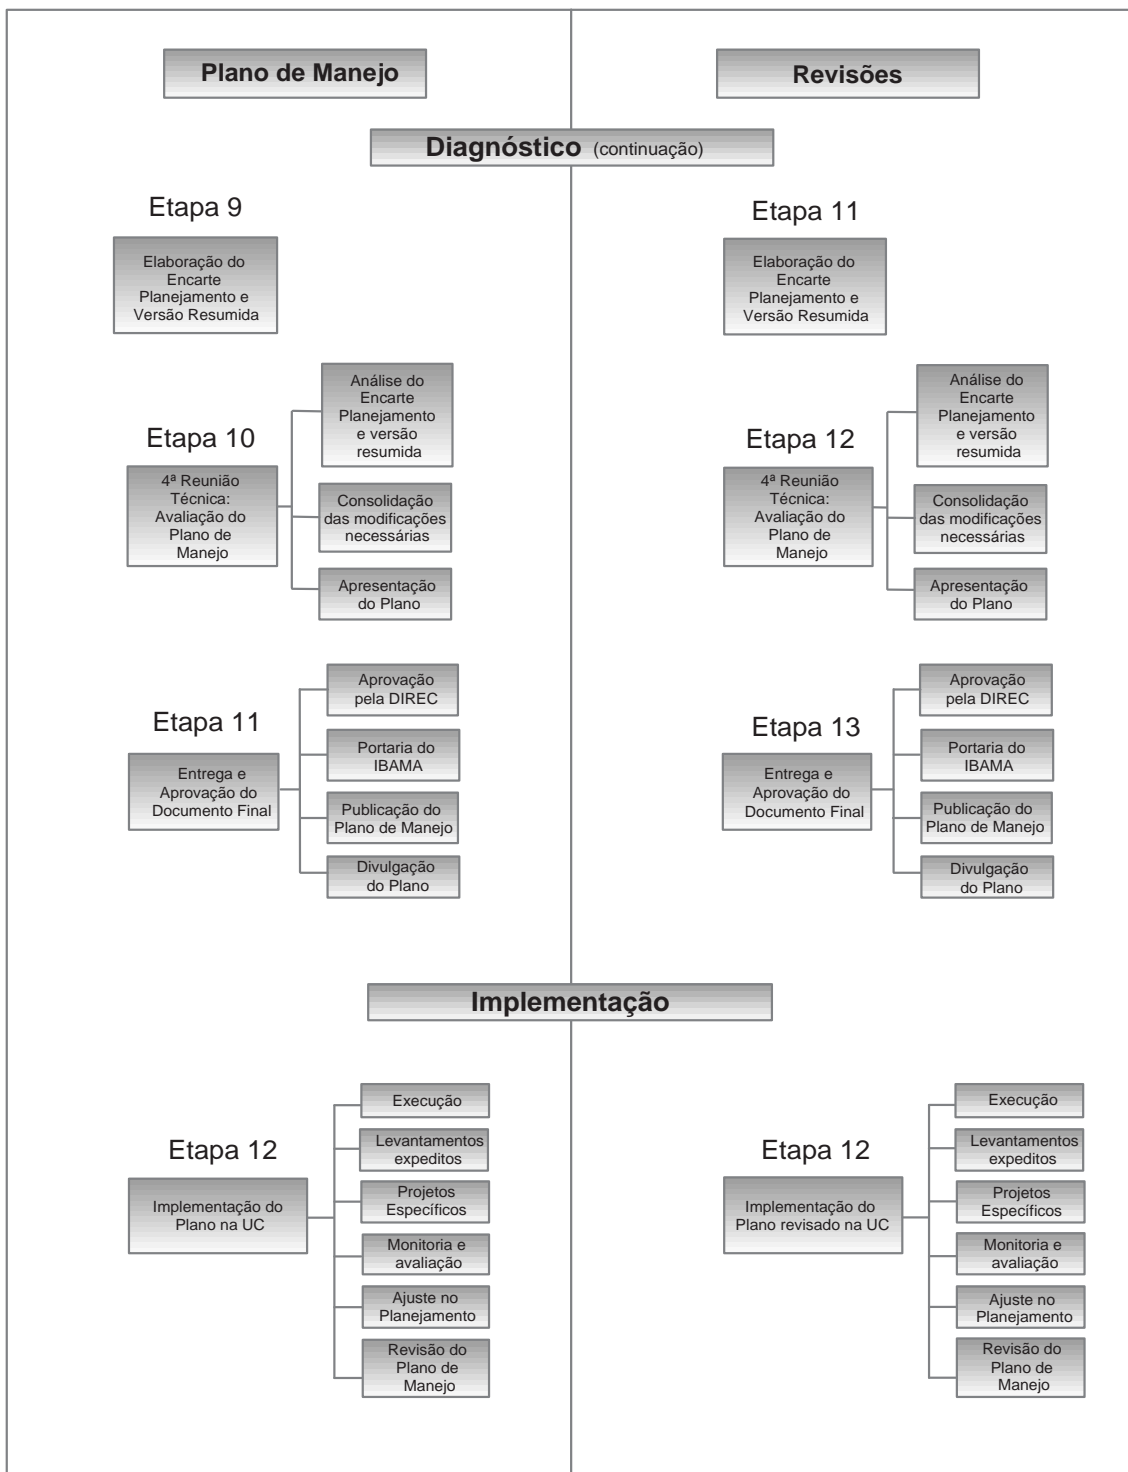 Plano de Manejo
Revisões
Diagnóstico (continuação)
Etapa 9
Elaboração do
Encarte
Planejamento e
Versão Resumida
Etapa 10
4ª Reunião
Técnica:
Avaliação do
Plano de
Manejo
Análise do
Encarte
Planejamento
e versão
resumida
Consolidação
das modificações
necessárias
Apresentação
do Plano
Etapa 11
Entrega e
Aprovação do
Documento Final
Aprovação
pela DIREC
Portaria do
IBAMA
Publicação do
Plano de Manejo
Divulgação
do Plano
Etapa 11
Elaboração do
Encarte
Planejamento e
Versão Resumida
Etapa 12
4ª Reunião
Técnica:
Avaliação do
Plano de
Manejo
Análise do
Encarte
Planejamento
e versão
resumida
Consolidação
das modificações
necessárias
Apresentação
do Plano
Etapa 13
Entrega e
Aprovação do
Documento Final
Aprovação
pela DIREC
Portaria do
IBAMA
Publicação do
Plano de Manejo
Divulgação
do Plano
Implementação
Etapa 12
Implementação do
Plano na UC
Execução
Levantamentos
expeditos
Projetos
Específicos
Monitoria e
avaliação
Ajuste no
Planejamento
Revisão do
Plano de
Manejo
Etapa 12
Implementação do
Plano revisado na UC
Execução
Levantamentos
expeditos
Projetos
Específicos
Monitoria e
avaliação
Ajuste no
Planejamento
Revisão do
Plano de
Manejo